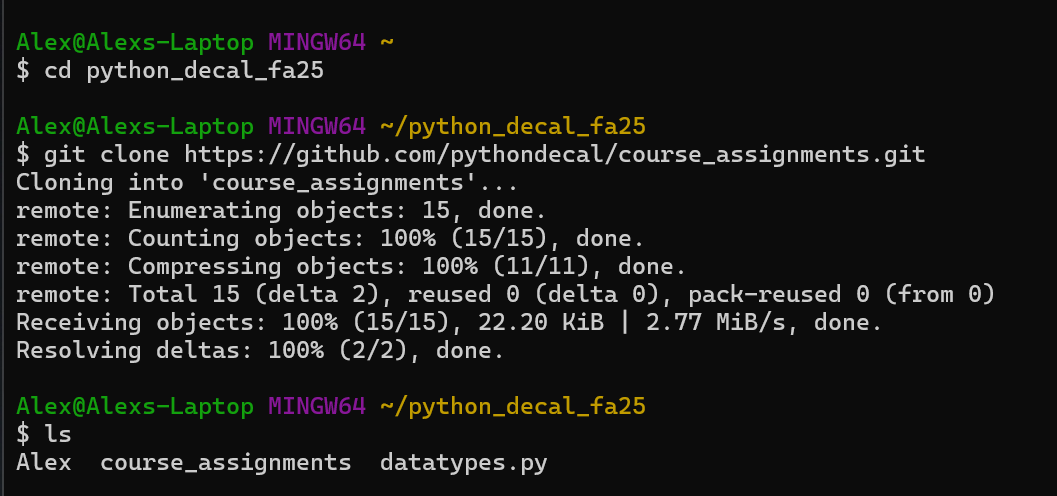 Alex@Alexs-Laptop MINGW64 ~
$ cd python_decal_fa25
Alex@Alexs-Laptop MINGW64 ~/python_decal_fa25
$ git clone https://github.com/pythondecal/course_assignments.git
Cloning into 'course_assignments'...
remote: Enumerating objects: 15, done.
remote: Counting objects: 100% (15/15), done.
remote: Compressing objects: 100% (11/11), done.
remote: Total 15 (delta 2), reused 0 (delta 0), pack-reused 0 (from 0)
Receiving objects: 100% (15/15), 22.20 KiB | 2.77 MiB/s, done.
Resolving deltas: 100% (2/2), done.
Alex@Alexs-Laptop MINGW64 ~/python_decal_fa25
$ ls
Alex  course_assignments  datatypes.py